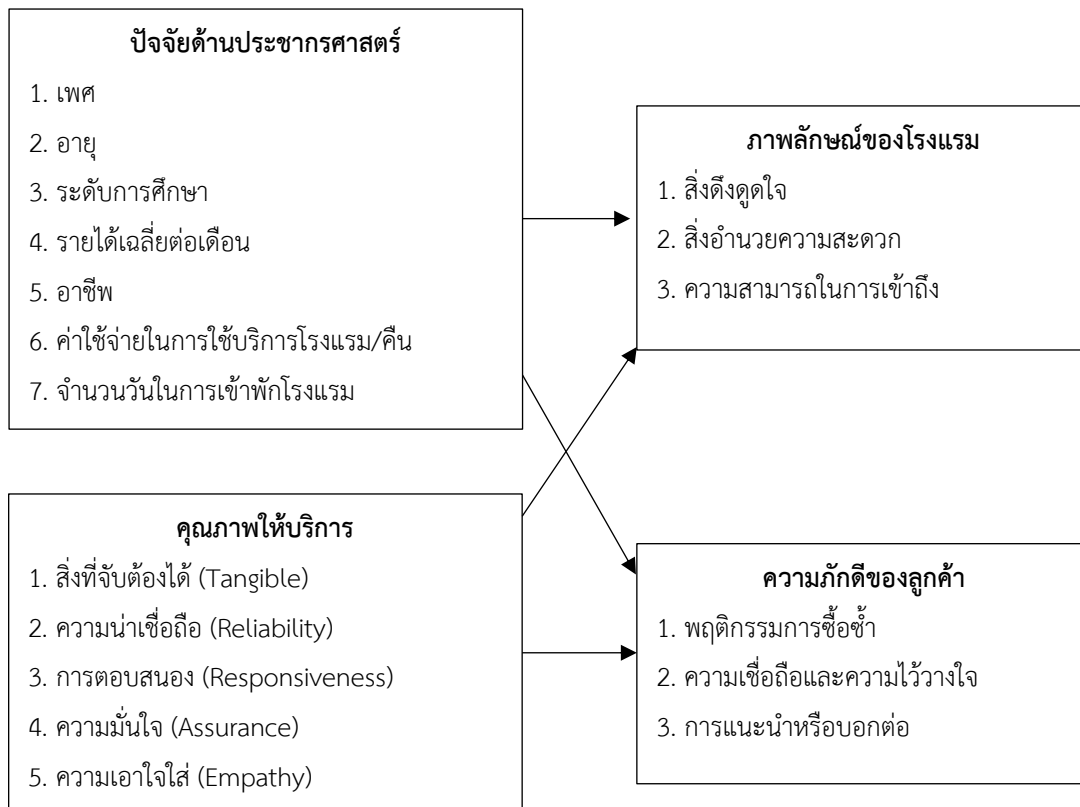 ปัจจัยด้านประชากรศาสตร์
1. เพศ
2. อายุ
3. ระดับการศึกษา
4. รายได้เฉลี่ยต่อเดือน
5. อาชีพ
6. ค่าใช้จ่ายในการใช้บริการโรงแรม/คืน
7. จำนวนวันในการเข้าพักโรงแรม
ภาพลักษณ์ของโรงแรม
1. สิ่งดึงดูดใจ
2. สิ่งอำนวยความสะดวก
3. ความสามารถในการเข้าถึง
คุณภาพให้บริการ
1. สิ่งที่จับต้องได้ (Tangible)
2. ความน่าเชื่อถือ (Reliability)
3. การตอบสนอง (Responsiveness)
4. ความมั่นใจ (Assurance)
5. ความเอาใจใส่ (Empathy)
ความภักดีของลูกค้า
1. พฤติกรรมการซื้อซ้ำ
2. ความเชื่อถือและความไว้วางใจ
3. การแนะนำหรือบอกต่อ